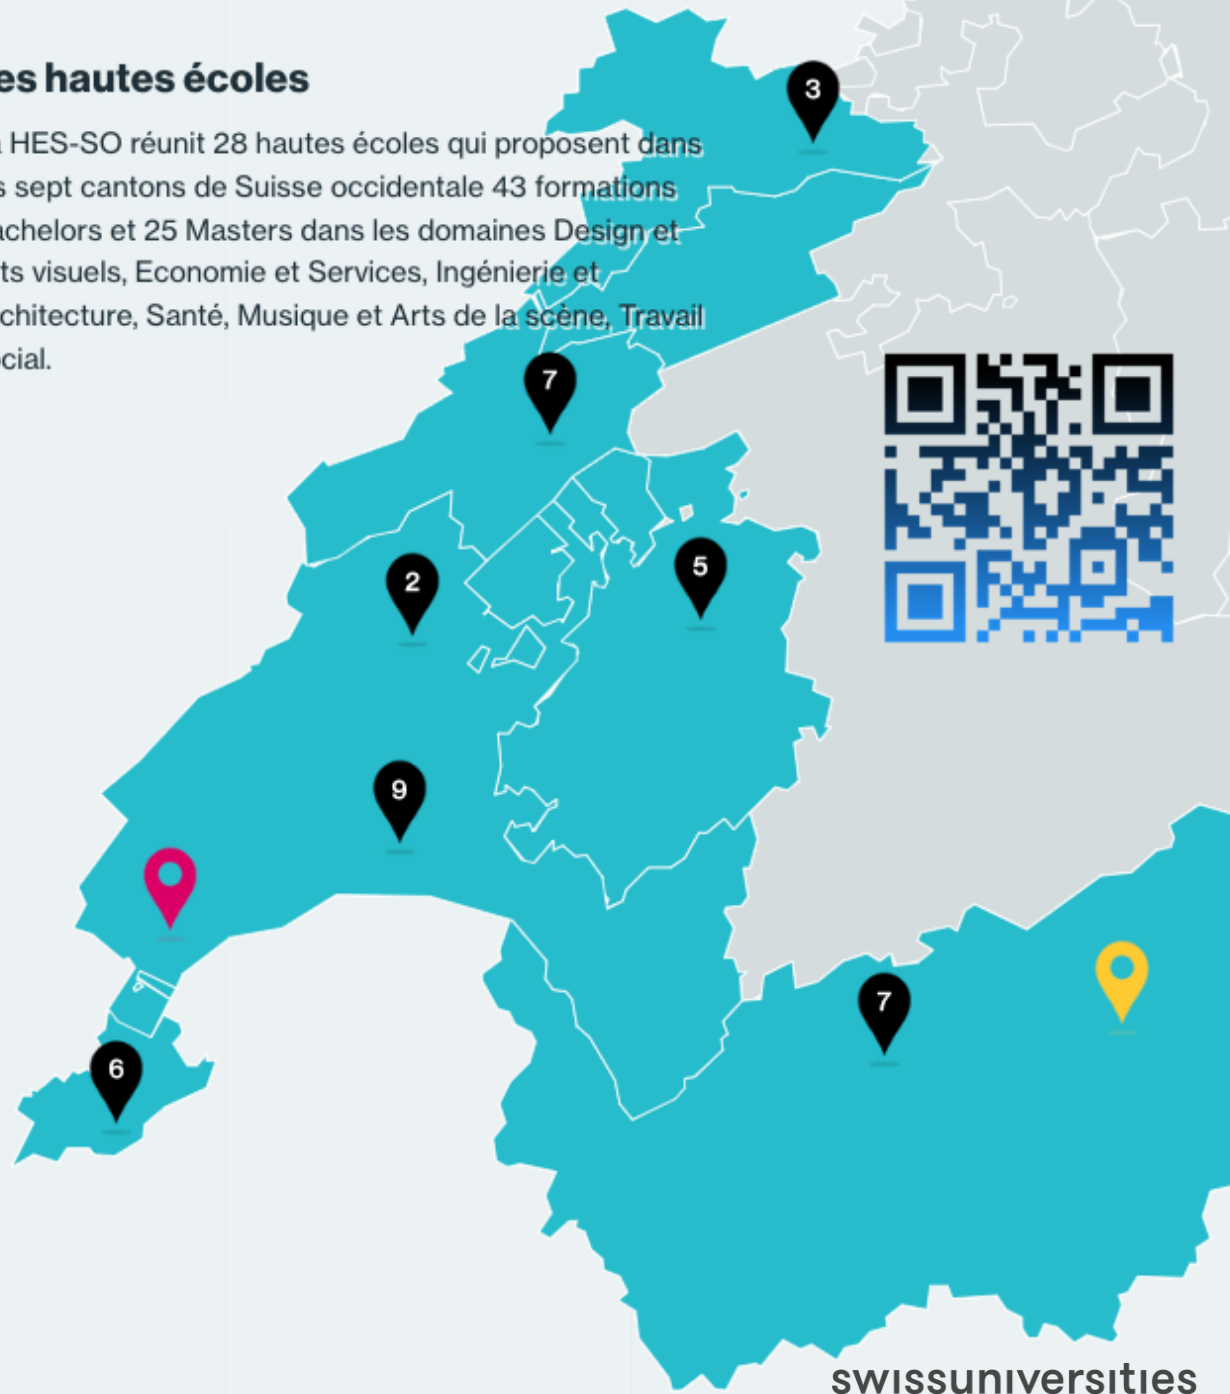 es hautes écoles
a HES-SO réunit 28 hautes écoles qui proposent dans
s sept cantons de Suisse occidentale 43 formations
achelors et 25 Masters dans les domaines Design et
ts visuels, Economie et Services, Ingénierie et
chitecture, Santé, Musique et Arts de la scène, Travail
ocial.
3
7
2
5
9
7
6
swissuniversities